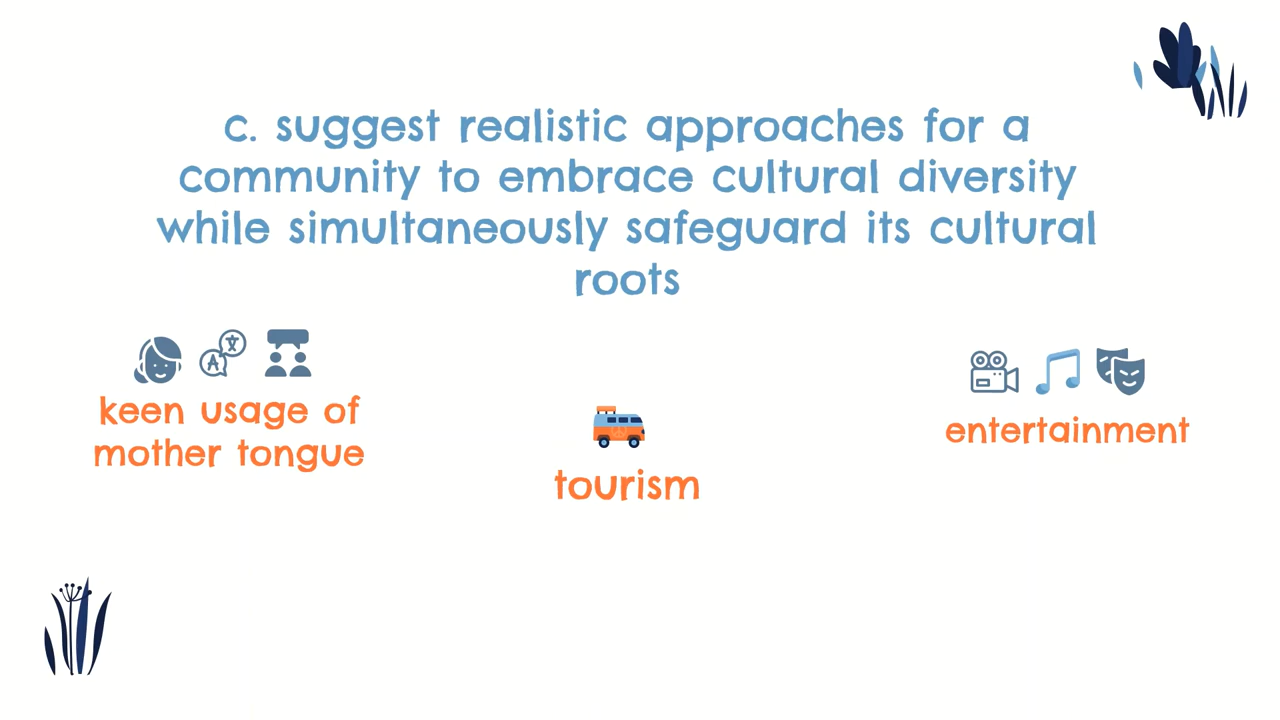 c. suggest realistic approaches for a
community to embrace cultural diversity
while simultaneously safeguard its cultural
roots
keen usage of
mother tongue
tourism
entertainment